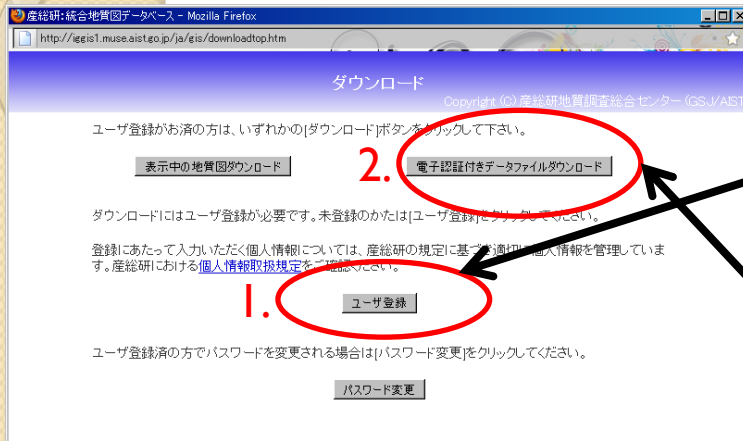 産総研:統合地質図データベース - Mozilla Firefox
http://iggis1.muse.aist.go.jp/ja/gis/downloadtop.htm
ダウンロード
Copyright (C) 産総研地質調査総合センター (GSJ/AIST
ユーザ登録がお済の方は、いずれかの[ダウンロード]ボタンをクリックして下さい。
表示中の地質図ダウンロード
2.
電子認証付きデータファイルダウンロード
ダウンロードにはユーザ登録が必要です。未登録のかたは[ユーザ登録]をクリックしてください。
登録にあたって入力いただく個人情報については、産総研の規定に基づき適切に個人情報を管理していま
す。産総研における個人情報取扱規定をご確認ください。
1.
ユーザ登録
ユーザ登録済の方でパスワードを変更される場合は[パスワード変更]をクリックしてください。
パスワード変更